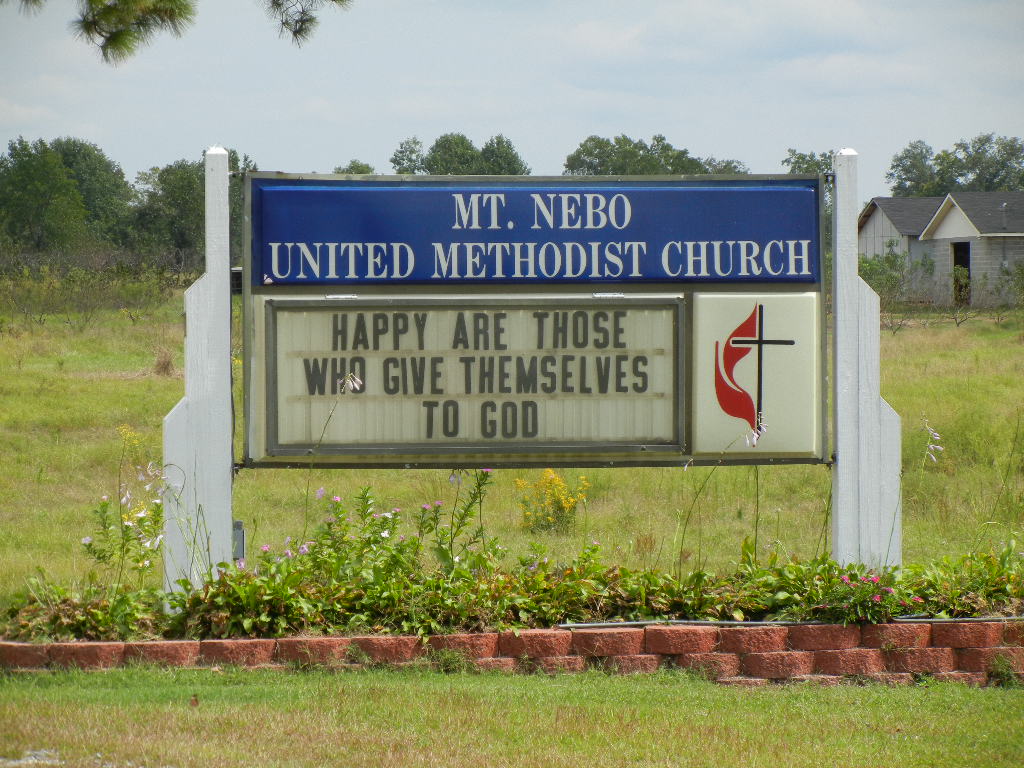 MT. NEBO
UNITED METHODIST CHURCH
HAPPY ARE THOSE
WHO GIVE THEMSELVES
TO GOD